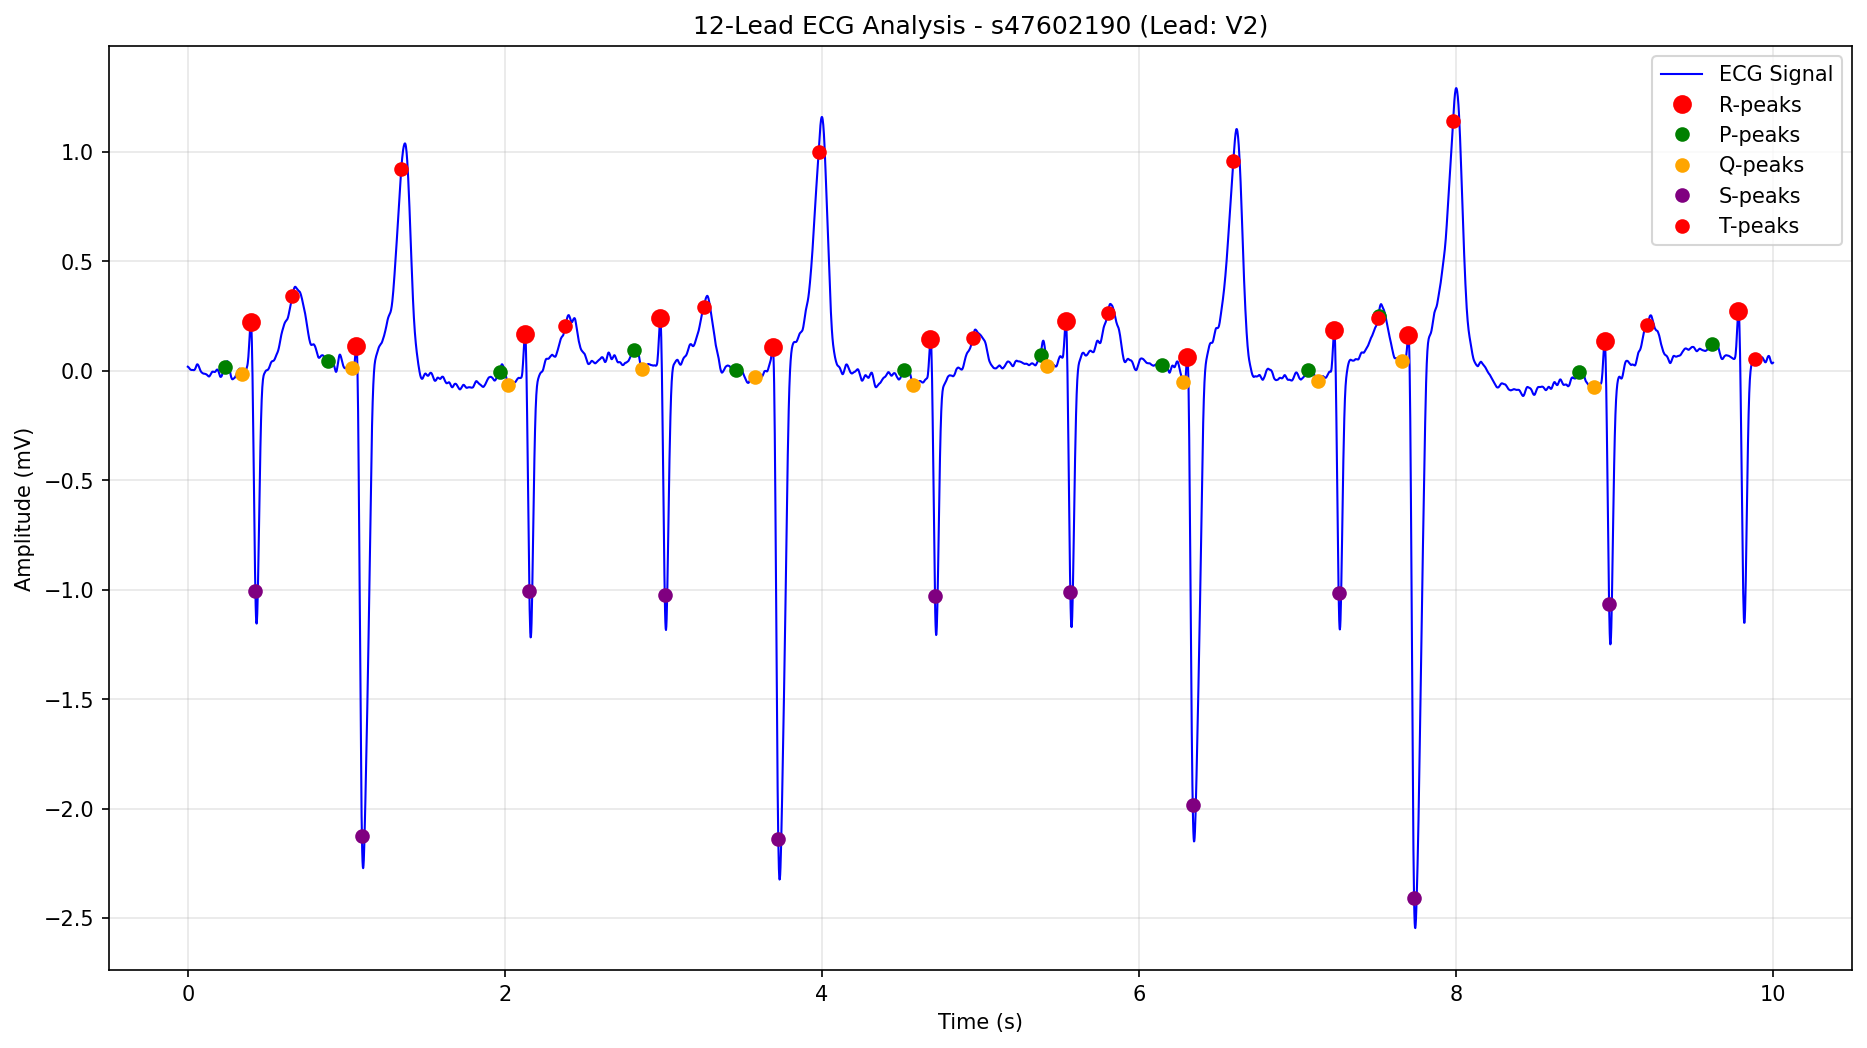 12-Lead ECG Analysis - s47602190 (Lead: V2)
ECG Signal
R-peaks
P-peaks
Q-peaks
S-peaks
T-peaks
Amplitude (mV)
1.0
0.5
0.0
−0.5
−1.0
−1.5
−2.0
−2.5
0 2 4 6 8 10
Time (s)